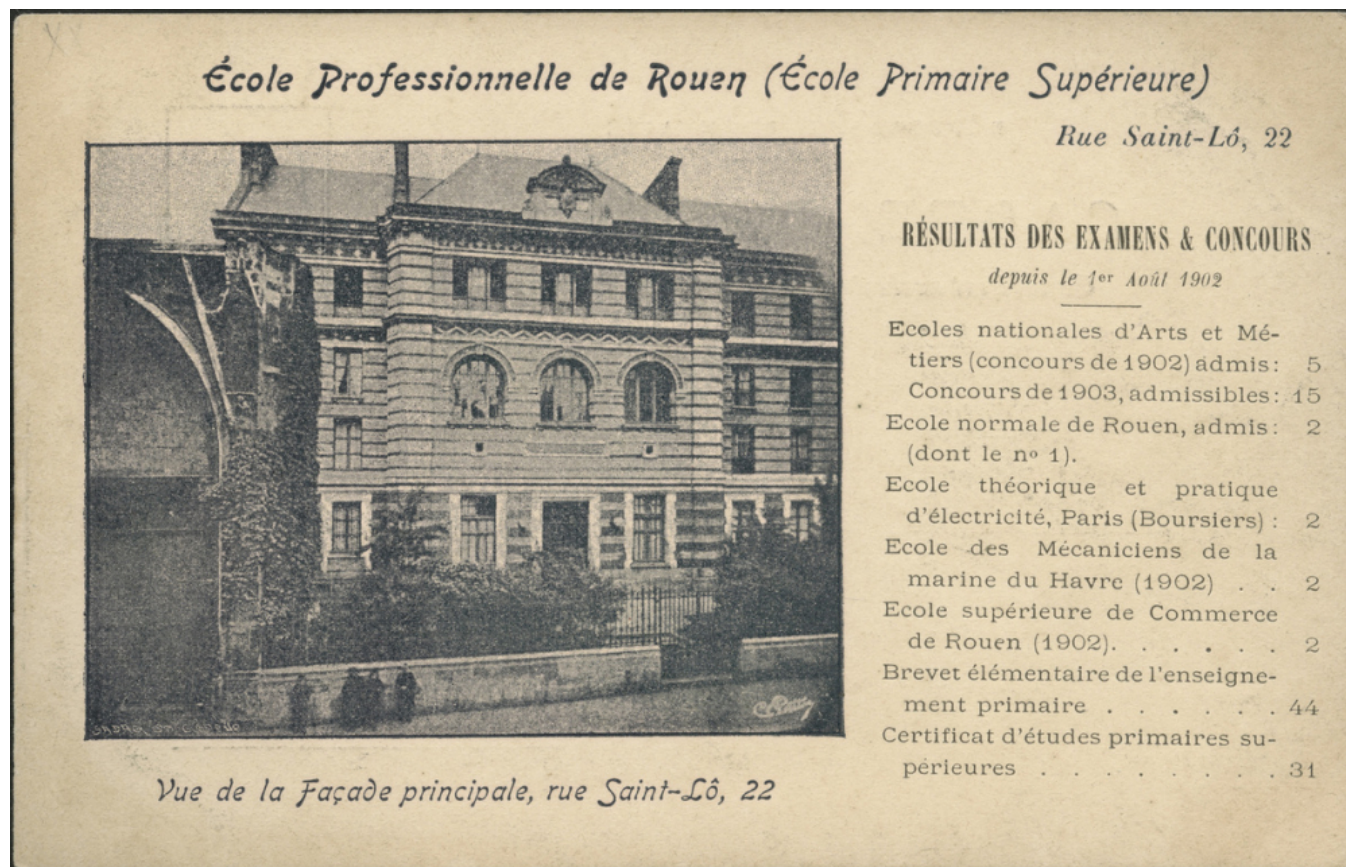 École Professionnelle de Rouen (École Primaire Supérieure)
Rue Saint-Lô, 22
RÉSULTATS DES EXAMENS & CONCOURS
depuis le 1er Août 1902
Ecoles nationales d'Arts et Mé-
tiers (concours de 1902) admis : 5
Concours de 1903, admissibles : 15
Ecole normale de Rouen, admis : 2
(dont le no 1).
Ecole théorique et pratique
d'électricité, Paris (Boursiers) : 2
Ecole des Mécaniciens de la
marine du Havre (1902) . . 2
Ecole supérieure de Commerce
de Rouen (1902). . . . . . 2
Brevet élémentaire de l'enseigne-
ment primaire . . . . . . 44
Certificat d'études primaires su-
périeures . . . . . . . . 31
Vue de la Façade principale, rue Saint-Lô, 22